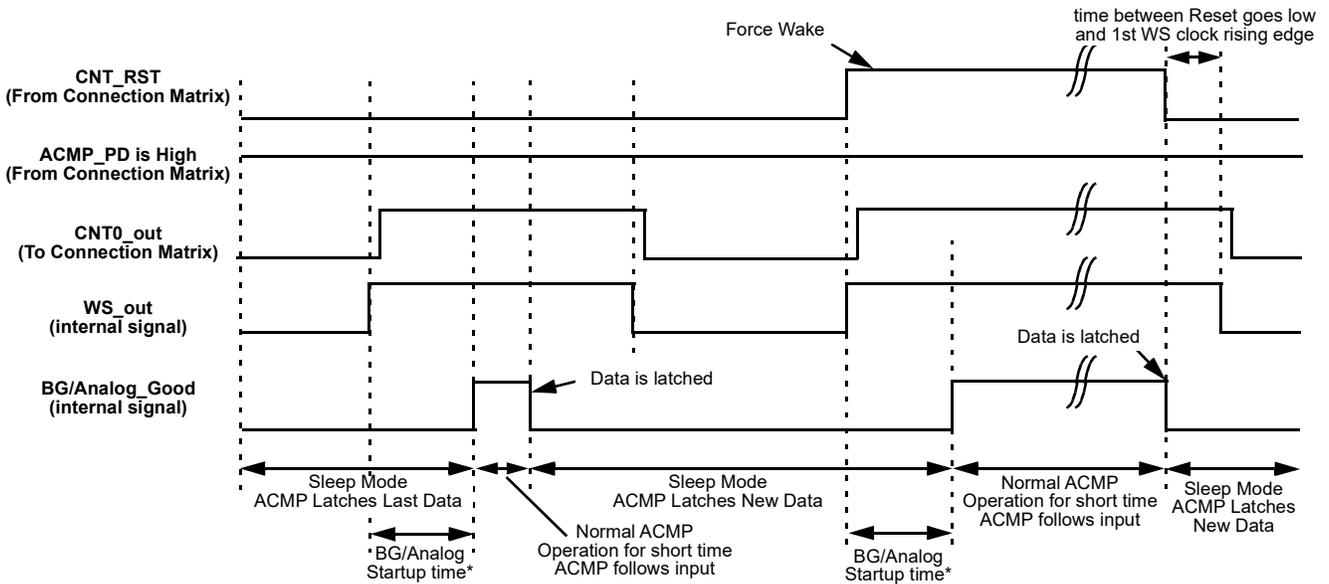 time between Reset goes low
and 1st WS clock rising edge
Force Wake
CNT_RST
(From Connection Matrix)
ACMP_PD is High
(From Connection Matrix)
CNT0_out
(To Connection Matrix)
WS_out
(internal signal)
Data is latched
BG/Analog_Good
(internal signal)
Data is latched
Sleep Mode
ACMP Latches Last Data
Sleep Mode
ACMP Latches New Data
Normal ACMP
Operation for short time
ACMP follows input
Sleep Mode
ACMP Latches
New Data
BG/Analog
Startup time*
Normal ACMP
Operation for short time
ACMP follows input
BG/Analog
Startup time*